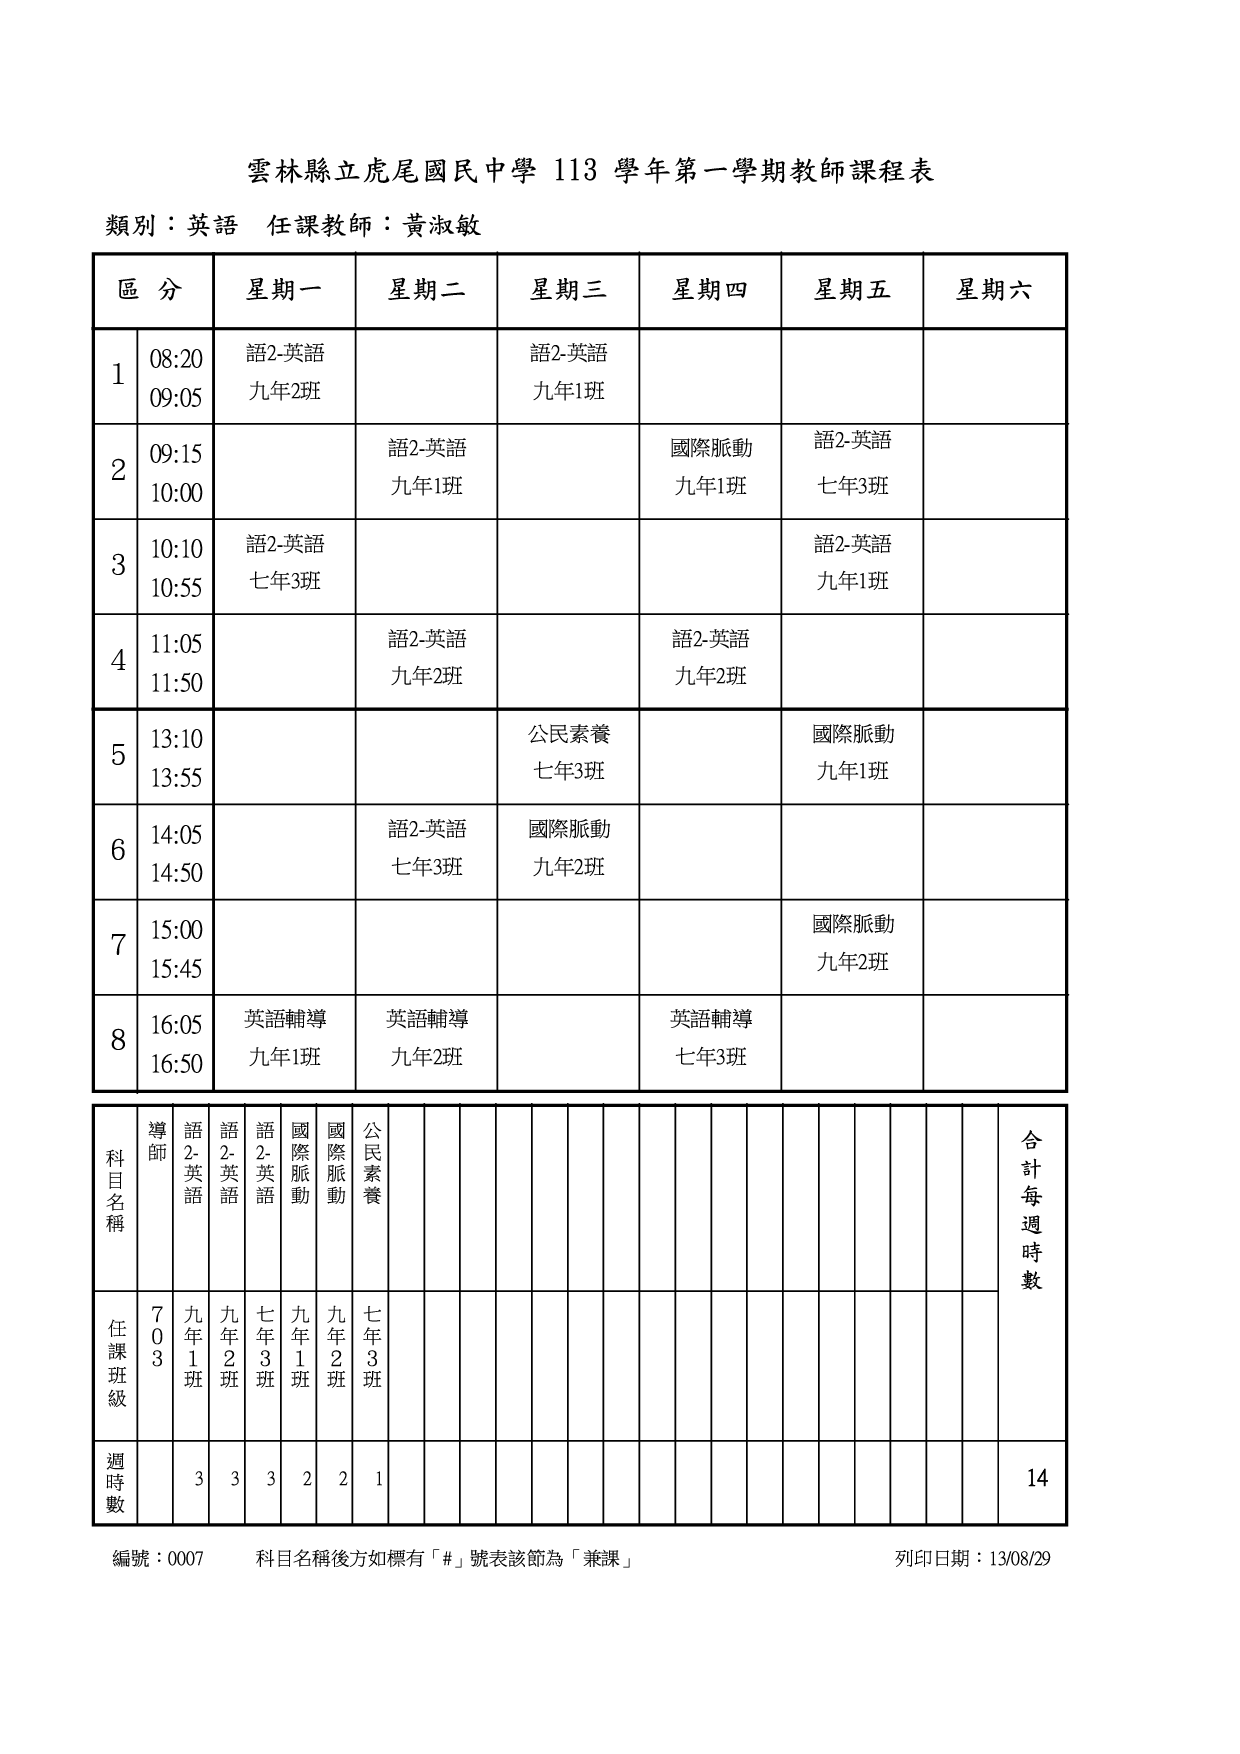 雲林縣立虎尾國民中學 113 學年第一學期教師課程表
類別：英語　任課教師：黃淑敏
區 分 星期一 星期二 星期三 星期四 星期五 星期六
1 08:20 語2-英語 語2-英語
09:05 九年2班 九年1班
2 09:15 語2-英語 國際脈動 語2-英語
10:00 九年1班 九年1班 七年3班
3 10:10 語2-英語 語2-英語
10:55 七年3班 九年1班
4 11:05 語2-英語 語2-英語
11:50 九年2班 九年2班
5 13:10 公民素養 國際脈動
13:55 七年3班 九年1班
6 14:05 語2-英語 國際脈動
14:50 七年3班 九年2班
7 15:00 國際脈動
15:45 九年2班
8 16:05 英語輔導 英語輔導 英語輔導
16:50 九年1班 九年2班 七年3班
科目名稱 導師 語2-英語 語2-英語 語2-英語 國際脈動 國際脈動 公民素養 合計每週時數
任課班級 703 九年1班 九年2班 七年3班 九年1班 九年2班 七年3班
週時數 3 3 3 2 2 1 14
編號：0007 科目名稱後方如標有「#」號表該節為「兼課」 列印日期：13/08/29